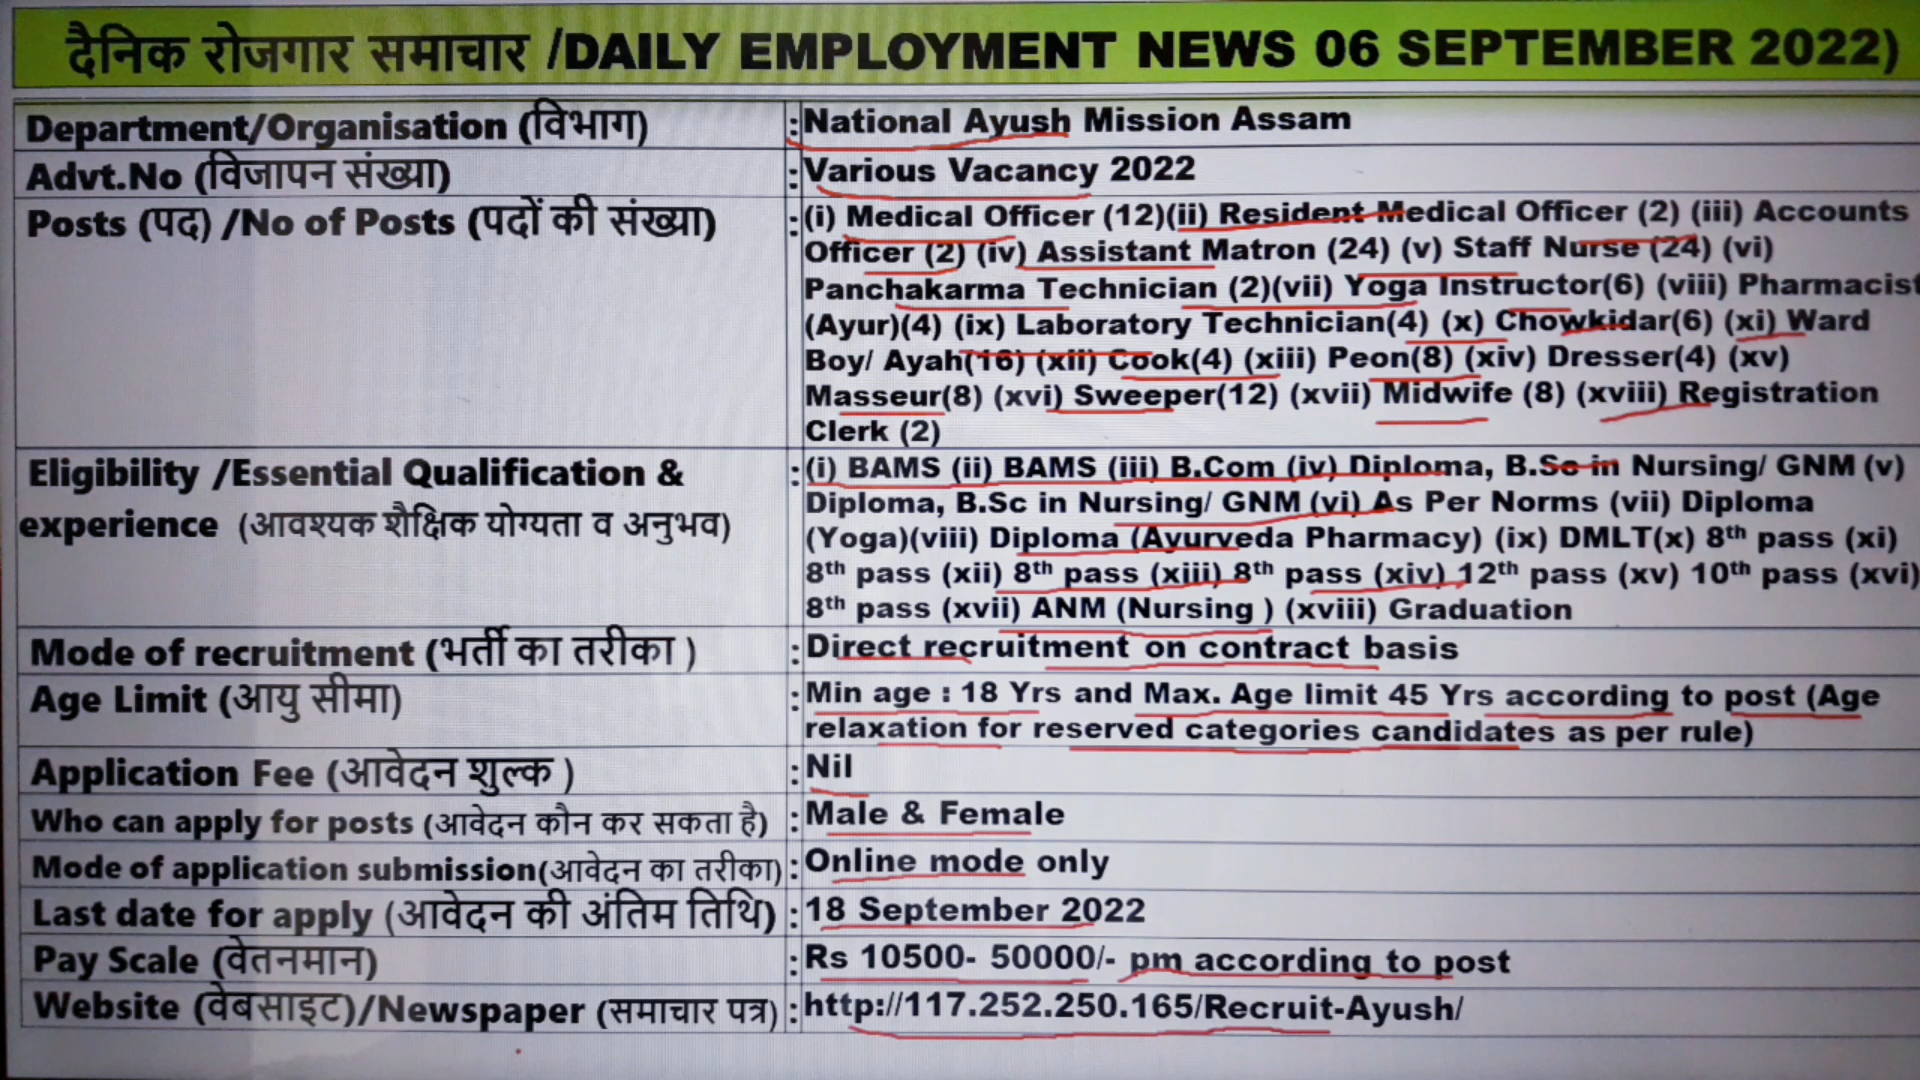 दैनिक रोजगार समाचार /DAILY EMPLOYMENT NEWS 06 SEPTEMBER 2022)
Department/Organisation (विभाग) :National Ayush Mission Assam
Advt.No (विज्ञापन संख्या) :Various Vacancy 2022
Posts (पद) /No of Posts (पदों की संख्या) :(i) Medical Officer (12)(ii) Resident Medical Officer (2) (iii) Accounts
Officer (2) (iv) Assistant Matron (24) (v) Staff Nurse (24) (vi)
Panchakarma Technician (2)(vii) Yoga Instructor(6) (viii) Pharmacist
(Ayur)(4) (ix) Laboratory Technician(4) (x) Chowkidar(6) (xi) Ward
Boy/ Ayah(16) (xii) Cook(4) (xiii) Peon(8) (xiv) Dresser(4) (xv)
Masseur(8) (xvi) Sweeper(12) (xvii) Midwife (8) (xviii) Registration
Clerk (2)
Eligibility /Essential Qualification & :(i) BAMS (ii) BAMS (iii) B.Com (iv) Diploma, B.Sc in Nursing/ GNM (v)
experience (आवश्यक शैक्षिक योग्यता व अनुभव) Diploma, B.Sc in Nursing/ GNM (vi) As Per Norms (vii) Diploma
(Yoga)(viii) Diploma (Ayurveda Pharmacy) (ix) DMLT(x) 8th pass (xi)
8th pass (xii) 8th pass (xiii) 8th pass (xiv) 12th pass (xv) 10th pass (xvi)
8th pass (xvii) ANM (Nursing ) (xviii) Graduation
Mode of recruitment (भर्ती का तरीका ) :Direct recruitment on contract basis
Age Limit (आयु सीमा) :Min age : 18 Yrs and Max. Age limit 45 Yrs according to post (Age
relaxation for reserved categories candidates as per rule)
Application Fee (आवेदन शुल्क ) :Nil
Who can apply for posts (आवेदन कौन कर सकता है) :Male & Female
Mode of application submission(आवेदन का तरीका) :Online mode only
Last date for apply (आवेदन की अंतिम तिथि) :18 September 2022
Pay Scale (वेतनमान) :Rs 10500- 50000/- pm according to post
Website (वेबसाइट)/Newspaper (समाचार पत्र) :http://117.252.250.165/Recruit-Ayush/